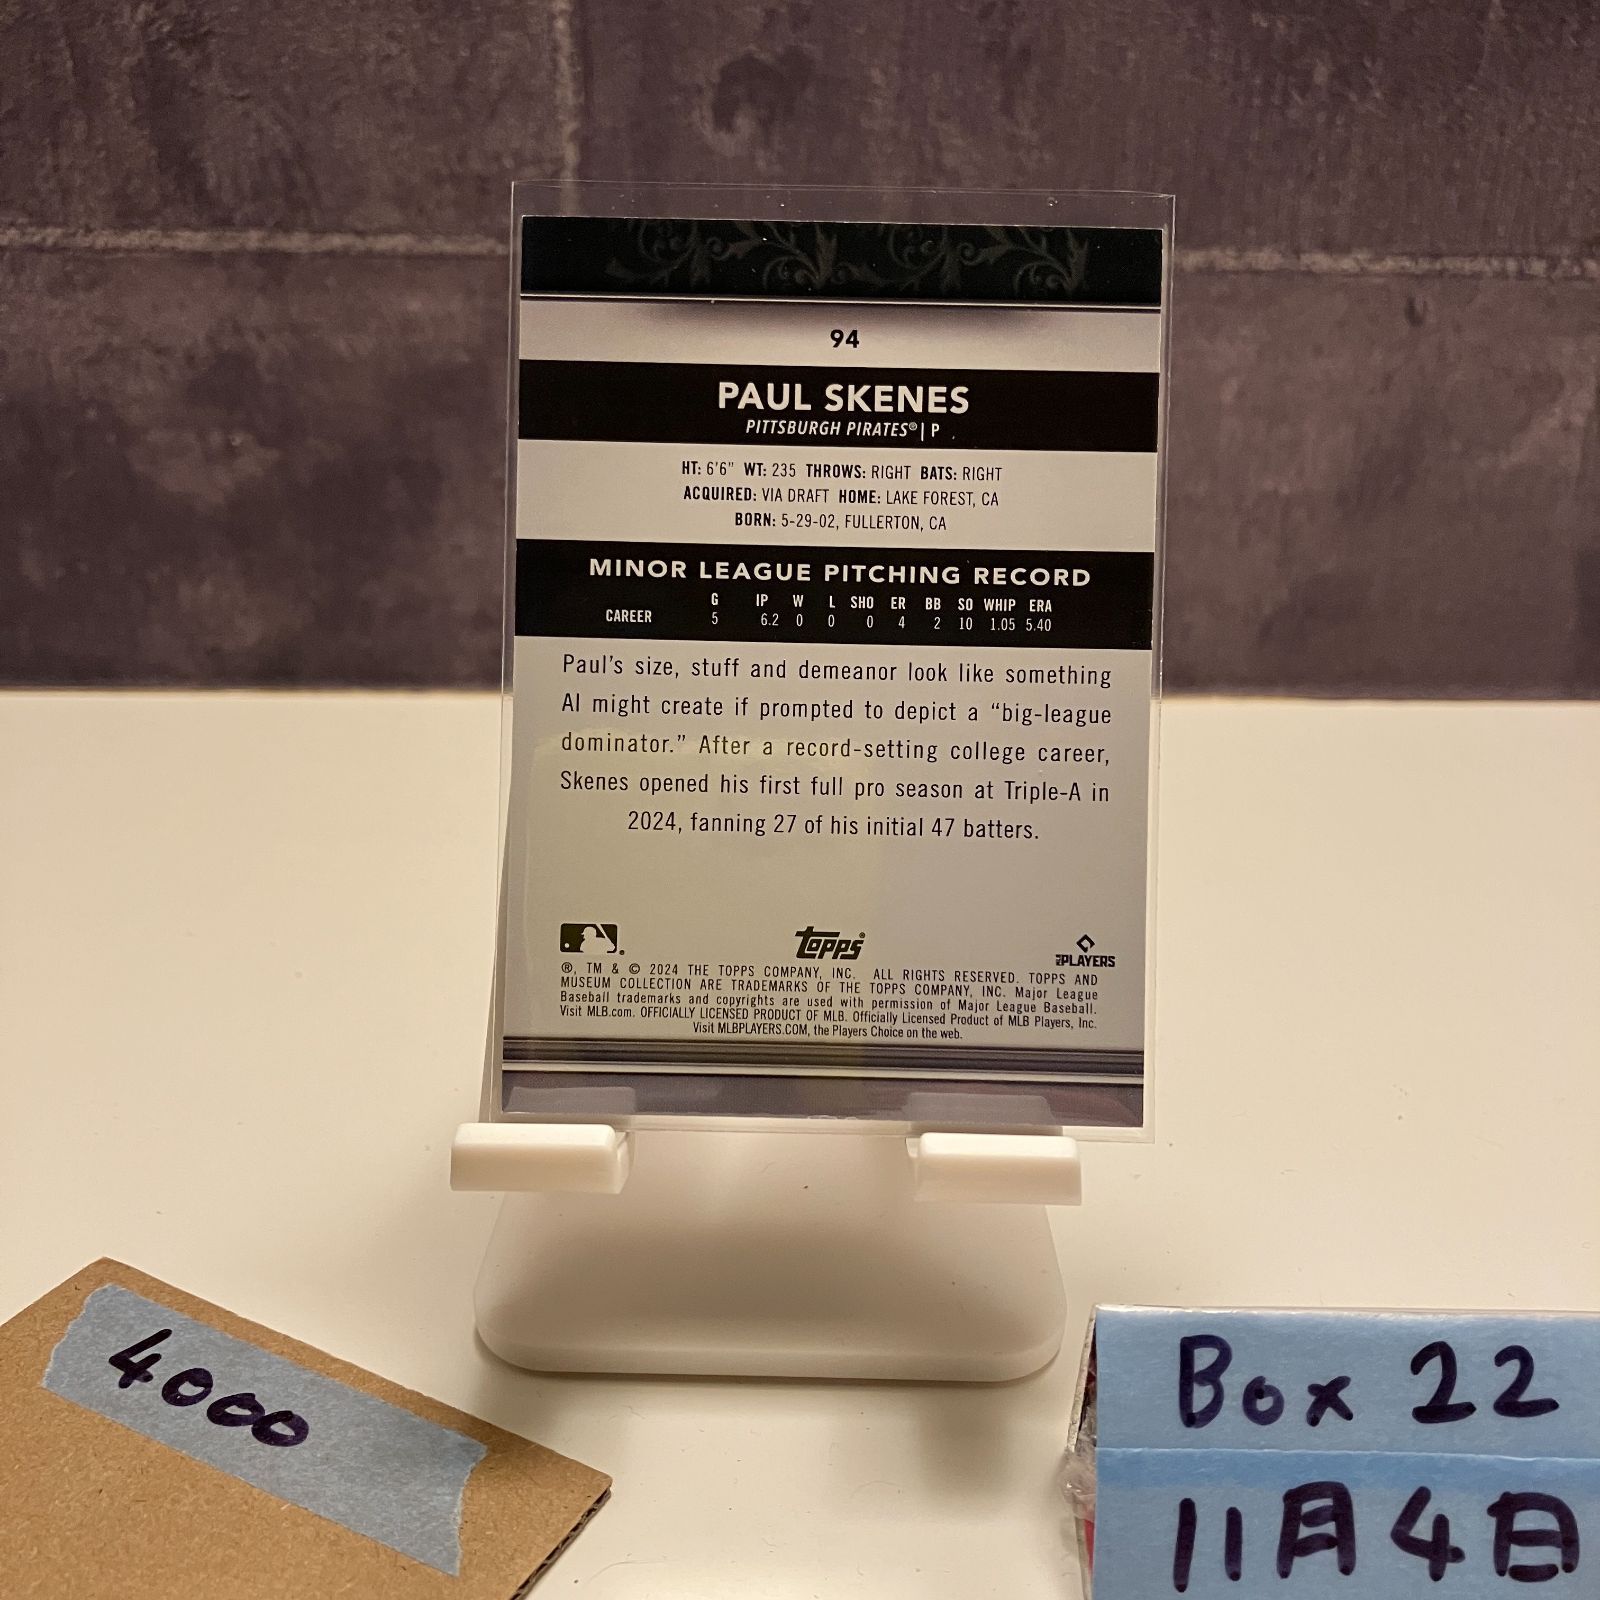 94
PAUL SKENES
PITTSBURGH PIRATES® | P
HT: 6'6" WT: 235 THROWS: RIGHT BATS: RIGHT
ACQUIRED: VIA DRAFT HOME: LAKE FOREST, CA
BORN: 5-29-02, FULLERTON, CA
MINOR LEAGUE PITCHING RECORD
G IP W L SHO ER BB SO WHIP ERA
CAREER 5 6.2 0 0 0 4 2 10 1.05 5.40
Paul's size, stuff and demeanor look like something
AI might create if prompted to depict a “big-league
dominator.” After a record-setting college career,
Skenes opened his first full pro season at Triple-A in
2024, fanning 27 of his initial 47 batters.
Topps®
MLB PLAYERS
®, TM & © 2024 THE TOPPS COMPANY, INC. ALL RIGHTS RESERVED. TOPPS AND
MUSEUM COLLECTION ARE TRADEMARKS OF THE TOPPS COMPANY, INC. Major League
Baseball trademarks and copyrights are used with permission of Major League Baseball.
Visit MLB.com. OFFICIALLY LICENSED PRODUCT OF MLB. Officially Licensed Product of MLB Players, Inc.
Visit MLBPLAYERS.COM, the Players Choice on the web.
4000
Box 22
11月4日